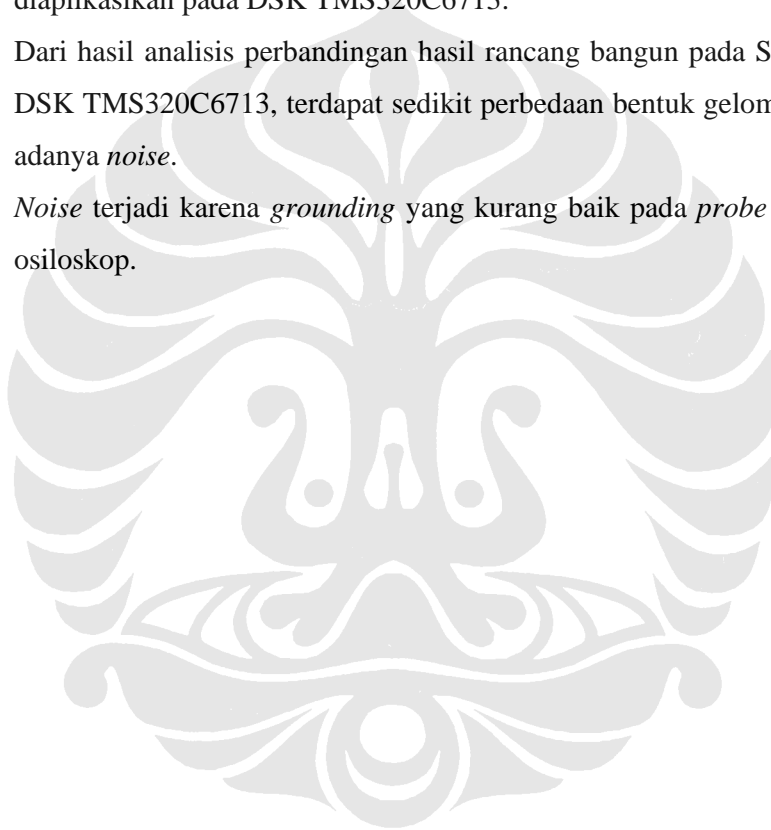 diaplikasikan pada DSK TMS320C6713.
Dari hasil analisis perbandingan hasil rancang bangun pada S
DSK TMS320C6713, terdapat sedikit perbedaan bentuk gelom
adanya noise.
Noise terjadi karena grounding yang kurang baik pada probe
osiloskop.